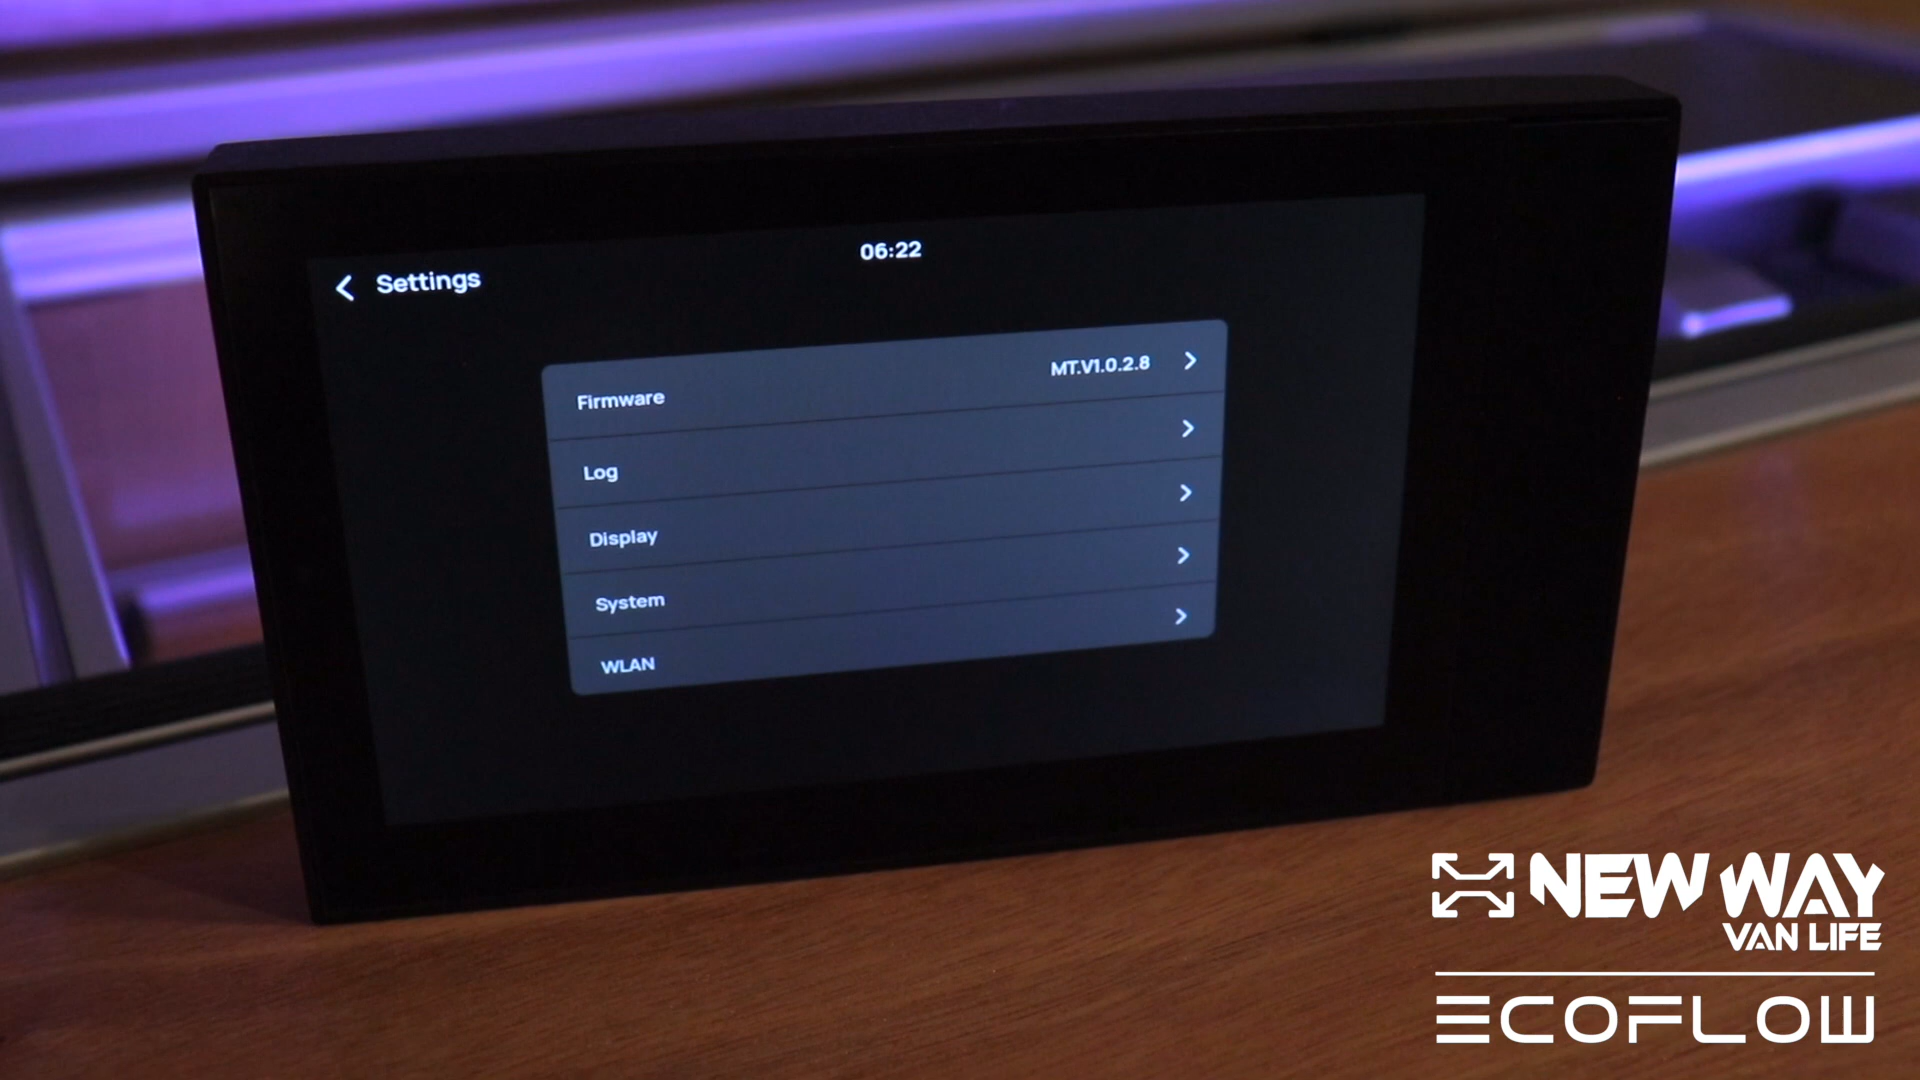 06:22
Settings
Firmware MT.V1.0.2.8
Log
Display
System
WLAN
NEW WAY
VAN LIFE
ECOFLOW